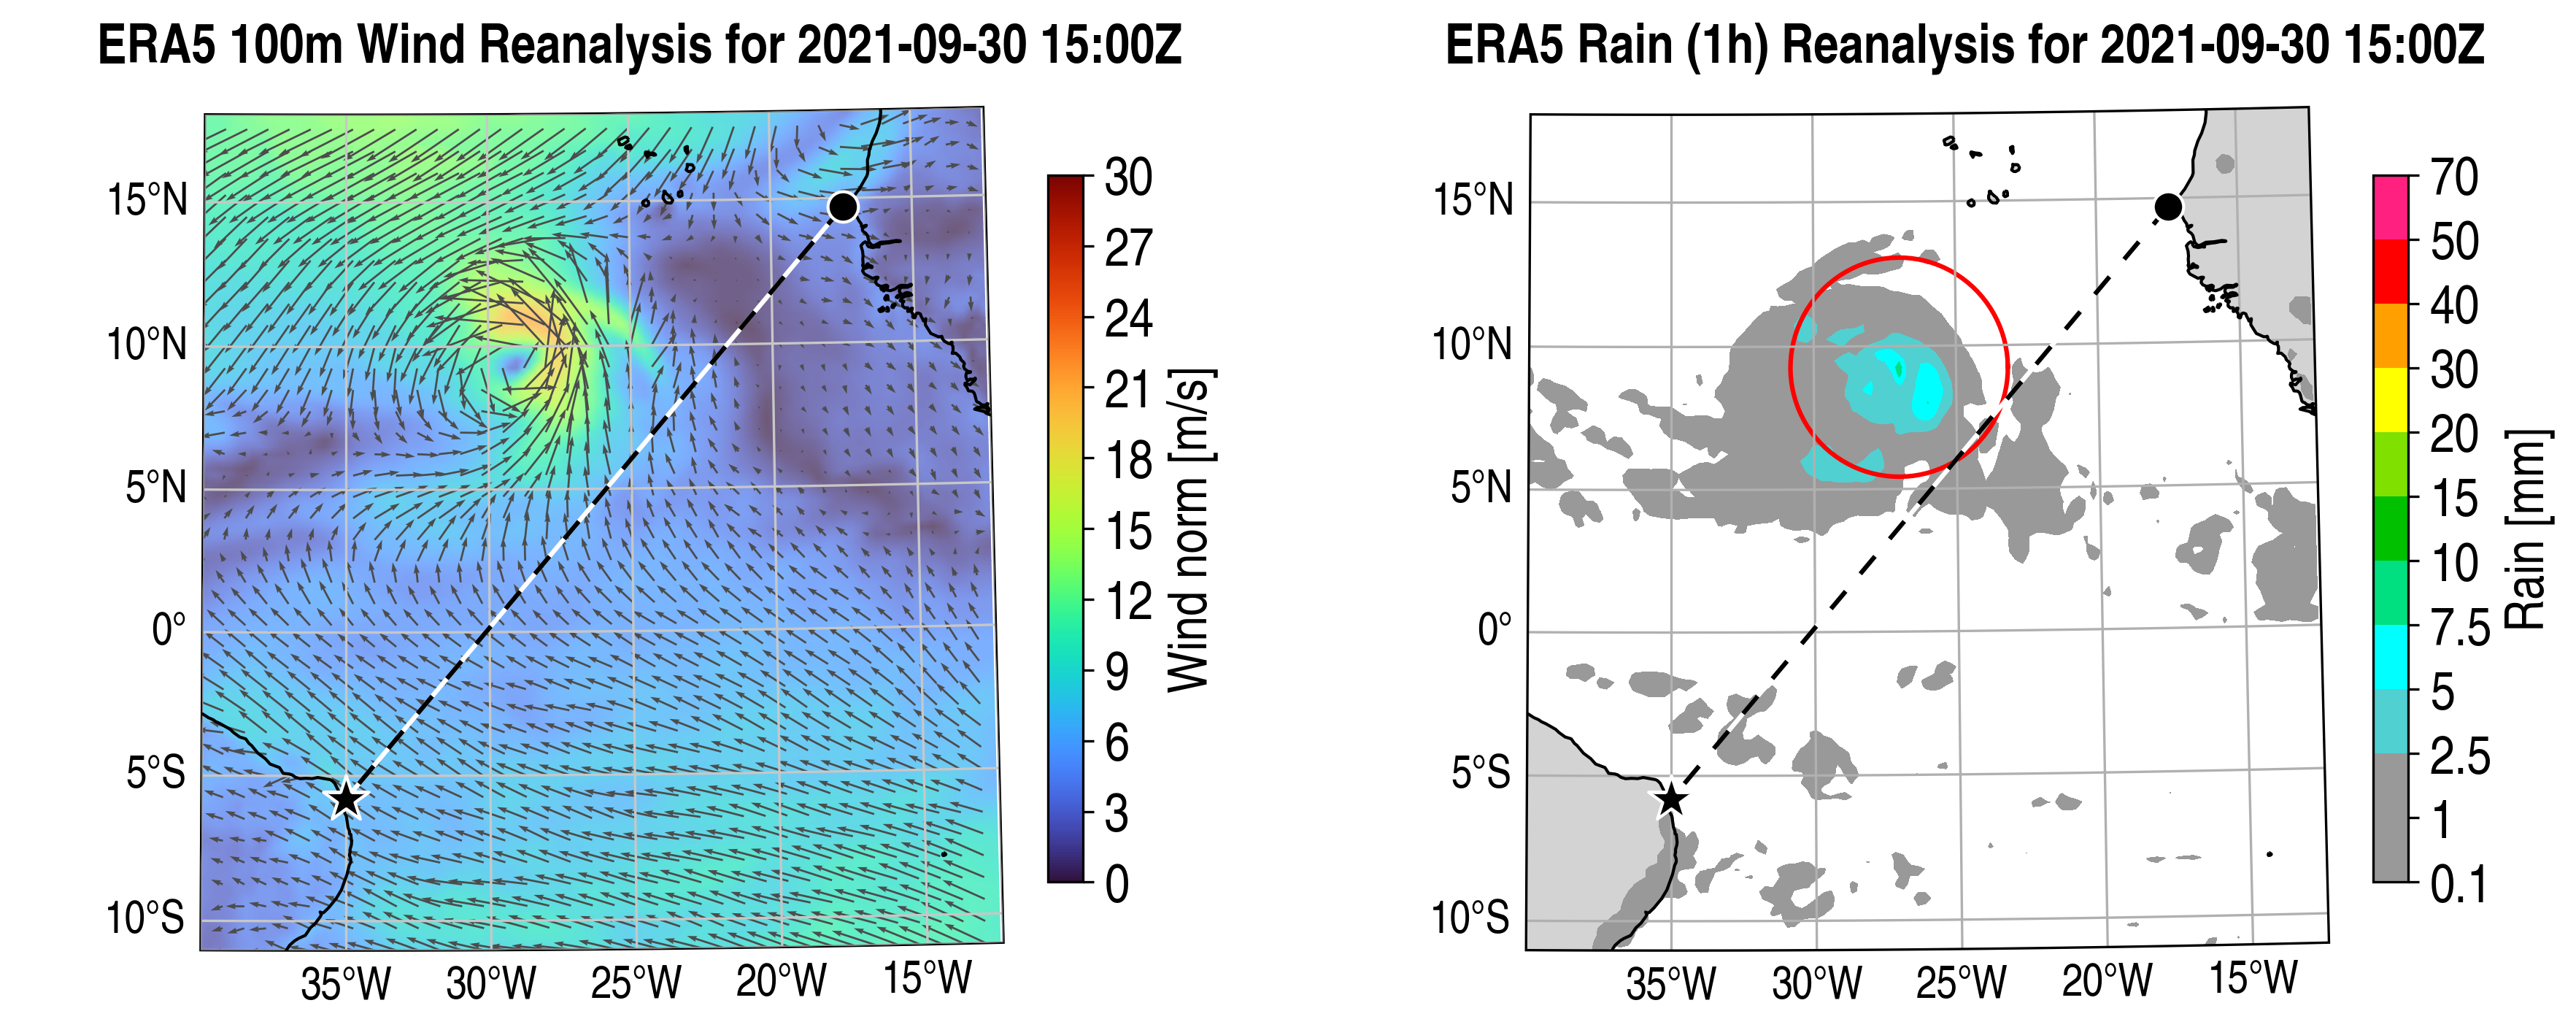 ERA5 100m Wind Reanalysis for 2021-09-30 15:00Z
15°N
10°N
5°N
0°
5°S
10°S
35°W 30°W 25°W 20°W 15°W
30
27
24
21
18
15
12
9
6
3
0
Wind norm [m/s]
ERA5 Rain (1h) Reanalysis for 2021-09-30 15:00Z
15°N
10°N
5°N
0°
5°S
10°S
35°W 30°W 25°W 20°W 15°W
70
50
40
30
20
15
10
7.5
5
2.5
1
0.1
Rain [mm]